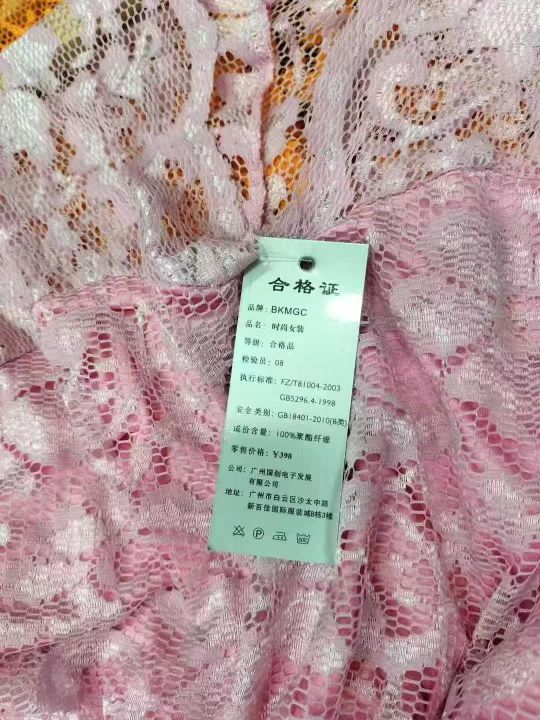 合格证
品牌: BKMGC
品名: 时尚女装
等级: 合格品
检验员: 08
执行标准: FZ/T81004-2003
GB5296.4-1998
安全类别: GB18401-2010(B类)
成份含量: 100%聚酯纤维
零售价格: ¥398
公司: 广州国剑电子发展
有限公司
地址: 广州市白云区沙太中路
新百佳国际服装城B栋3楼